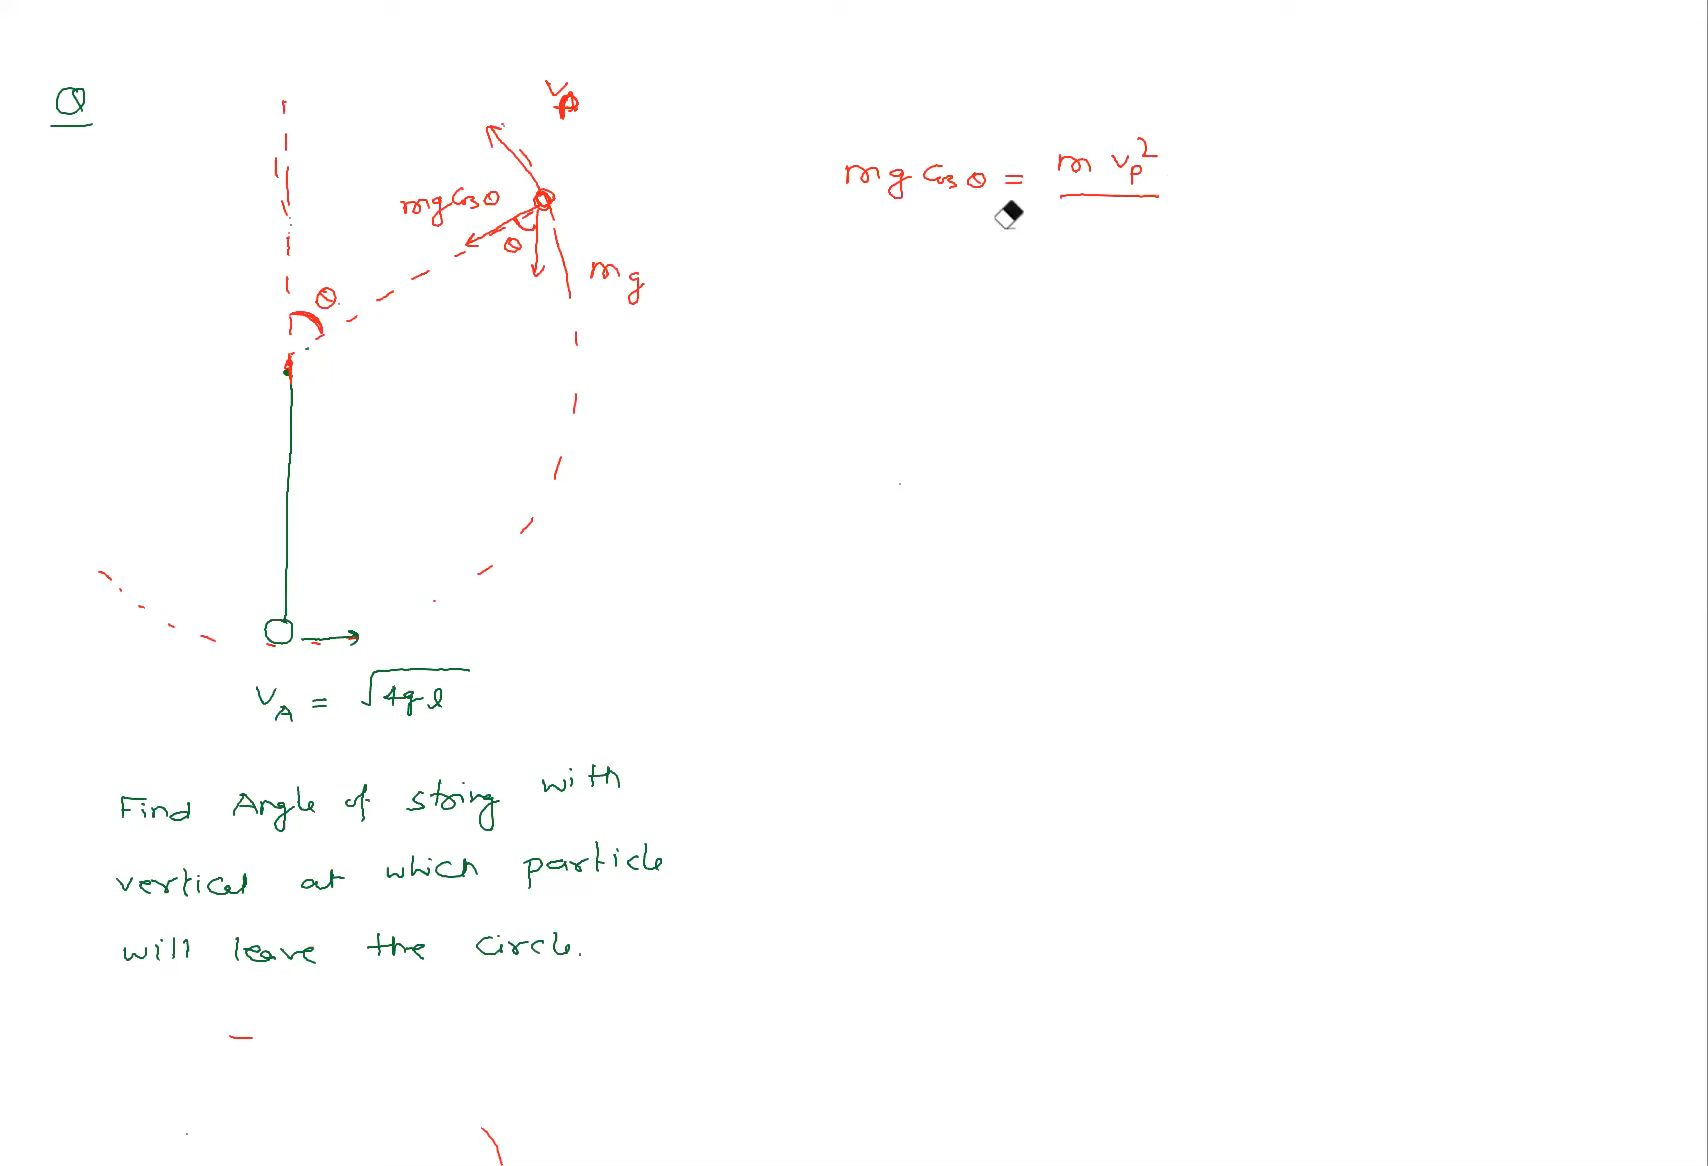 Q
V_P
mg cos θ
θ
mg
θ
mg cos θ = m v_P^2
V_A = √4gl
Find Angle of string with
vertical at which particle
will leave the circle.